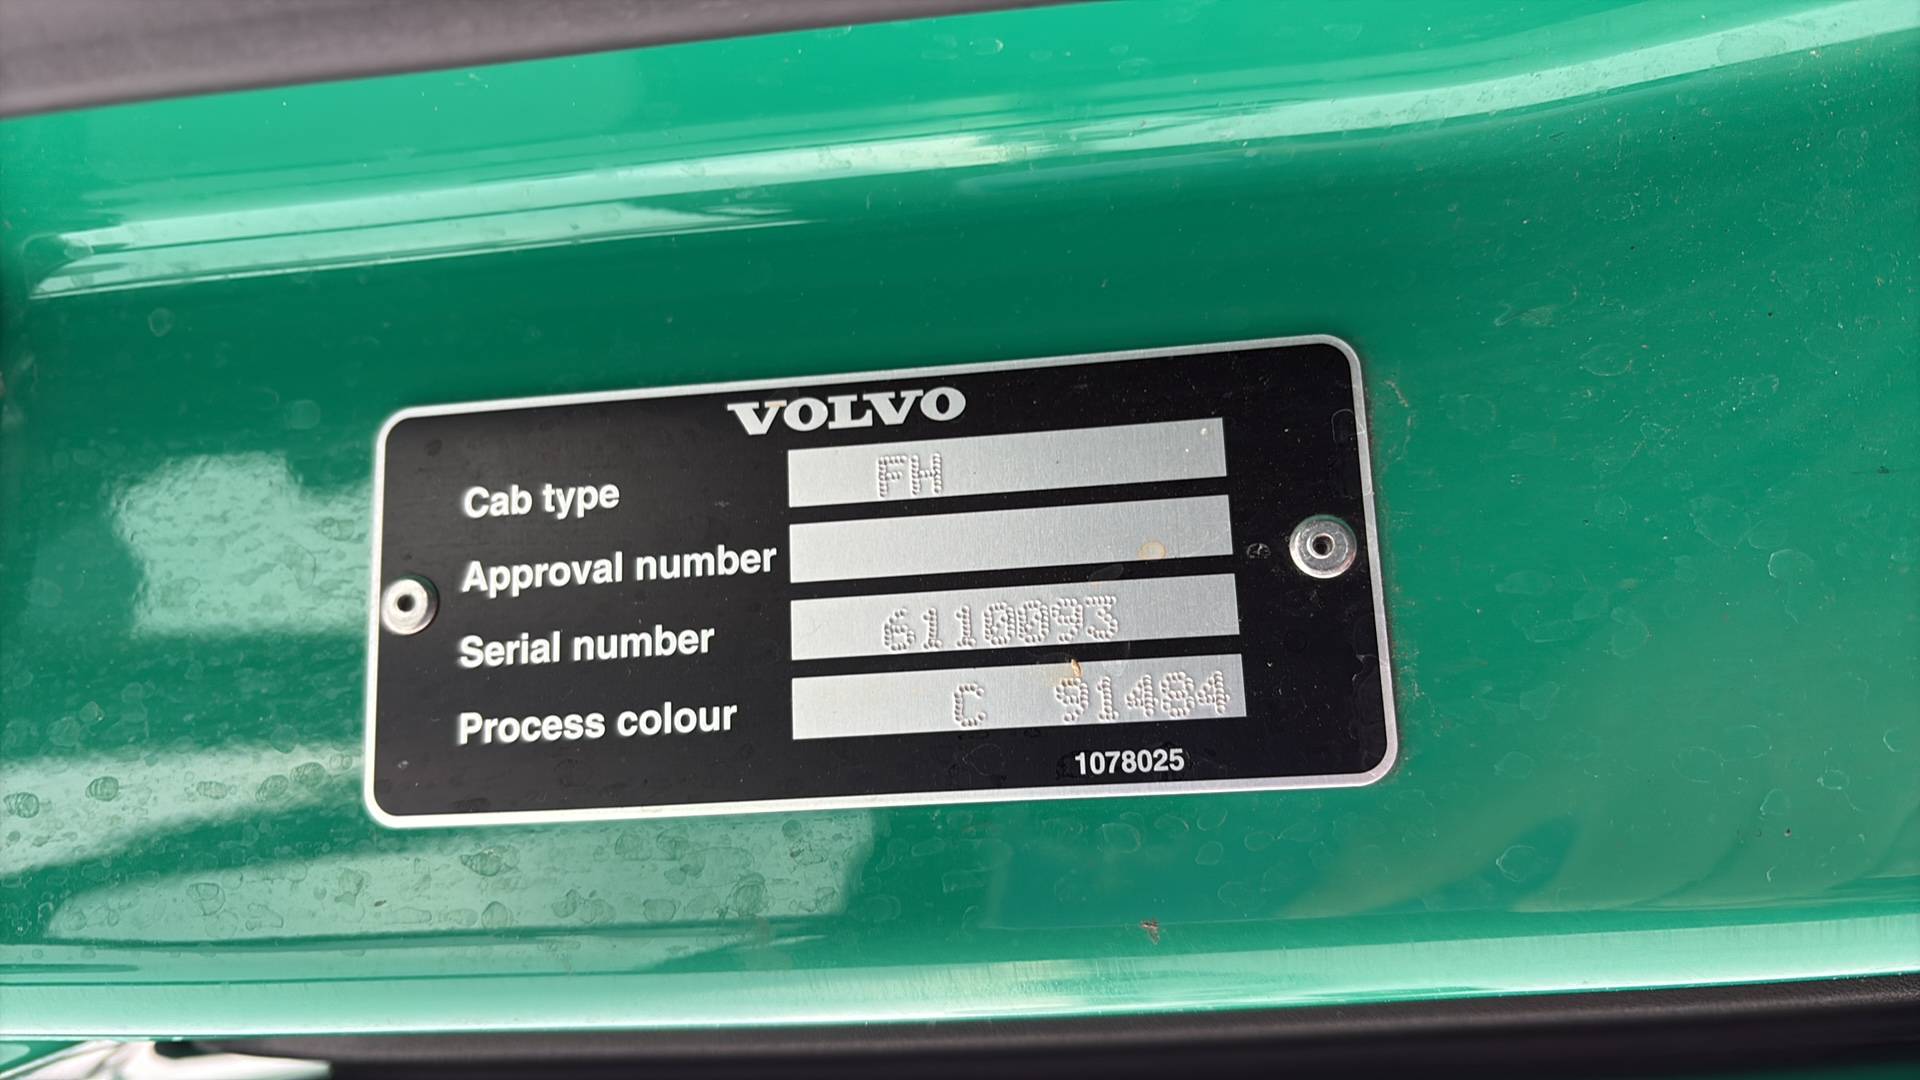 VOLVO
Cab type FH
Approval number
Serial number 6110093
Process colour C 91484
1078025